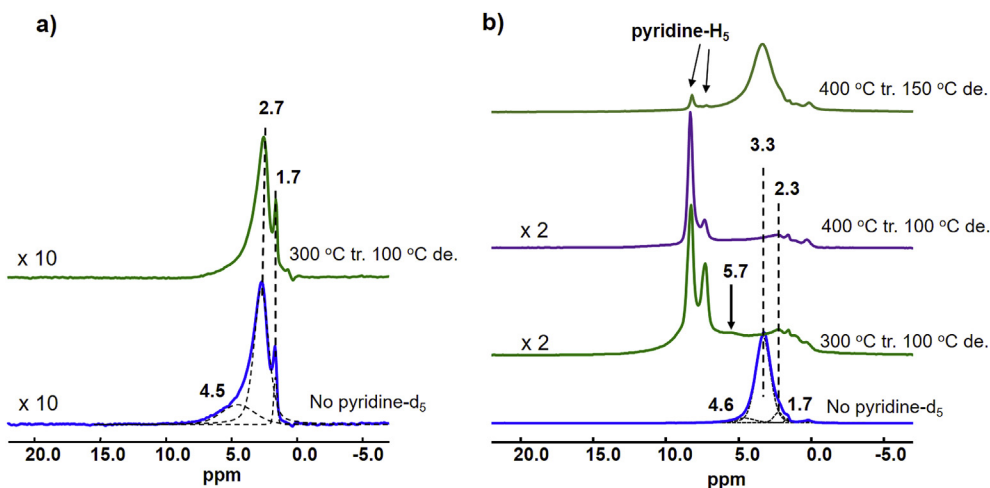 a)
2.7
1.7
x 10
300 °C tr. 100 °C de.
4.5
x 10
No pyridine-d5
20.0 15.0 10.0 5.0 0.0 -5.0
ppm
b)
pyridine-H5
400 °C tr. 150 °C de.
3.3
2.3
x 2
400 °C tr. 100 °C de.
5.7
x 2
300 °C tr. 100 °C de.
4.6
1.7
No pyridine-d5
20.0 15.0 10.0 5.0 0.0 -5.0
ppm